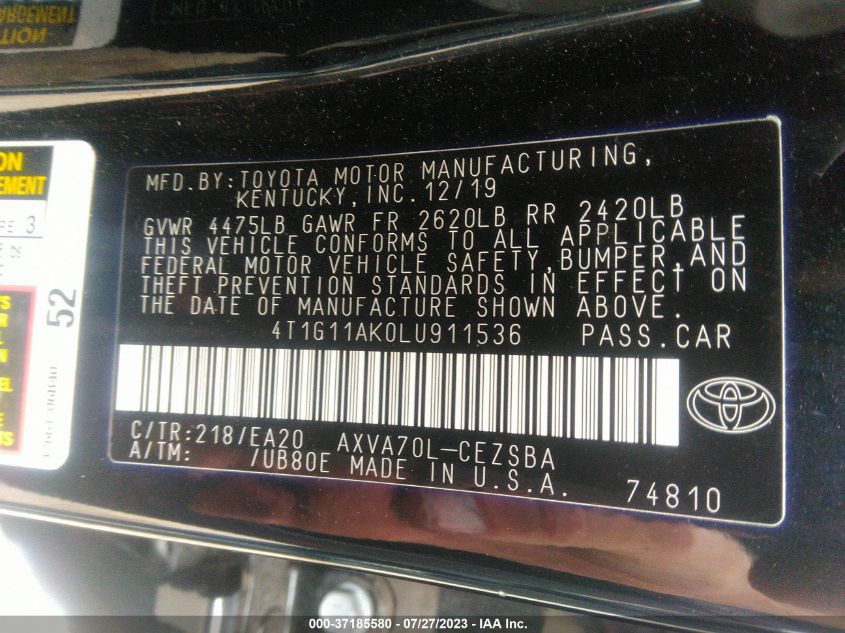 MFD.BY:TOYOTA MOTOR MANUFACTURING,
KENTUCKY, INC. 12/19
GVWR 4475LB GAWR FR 2620LB RR 2420LB
THIS VEHICLE CONFORMS TO ALL APPLICABLE
FEDERAL MOTOR VEHICLE SAFETY, BUMPER, AND
THEFT PREVENTION STANDARDS IN EFFECT ON
THE DATE OF MANUFACTURE SHOWN ABOVE.
4T1G11AK0LU911536 PASS.CAR
C/TR:218/EA20 AXVA70L-CEZSBA
A/TM: /UB80E MADE IN U.S.A.
74810
3
52
000-37185580 / 07/27/2023 - IAA Inc.